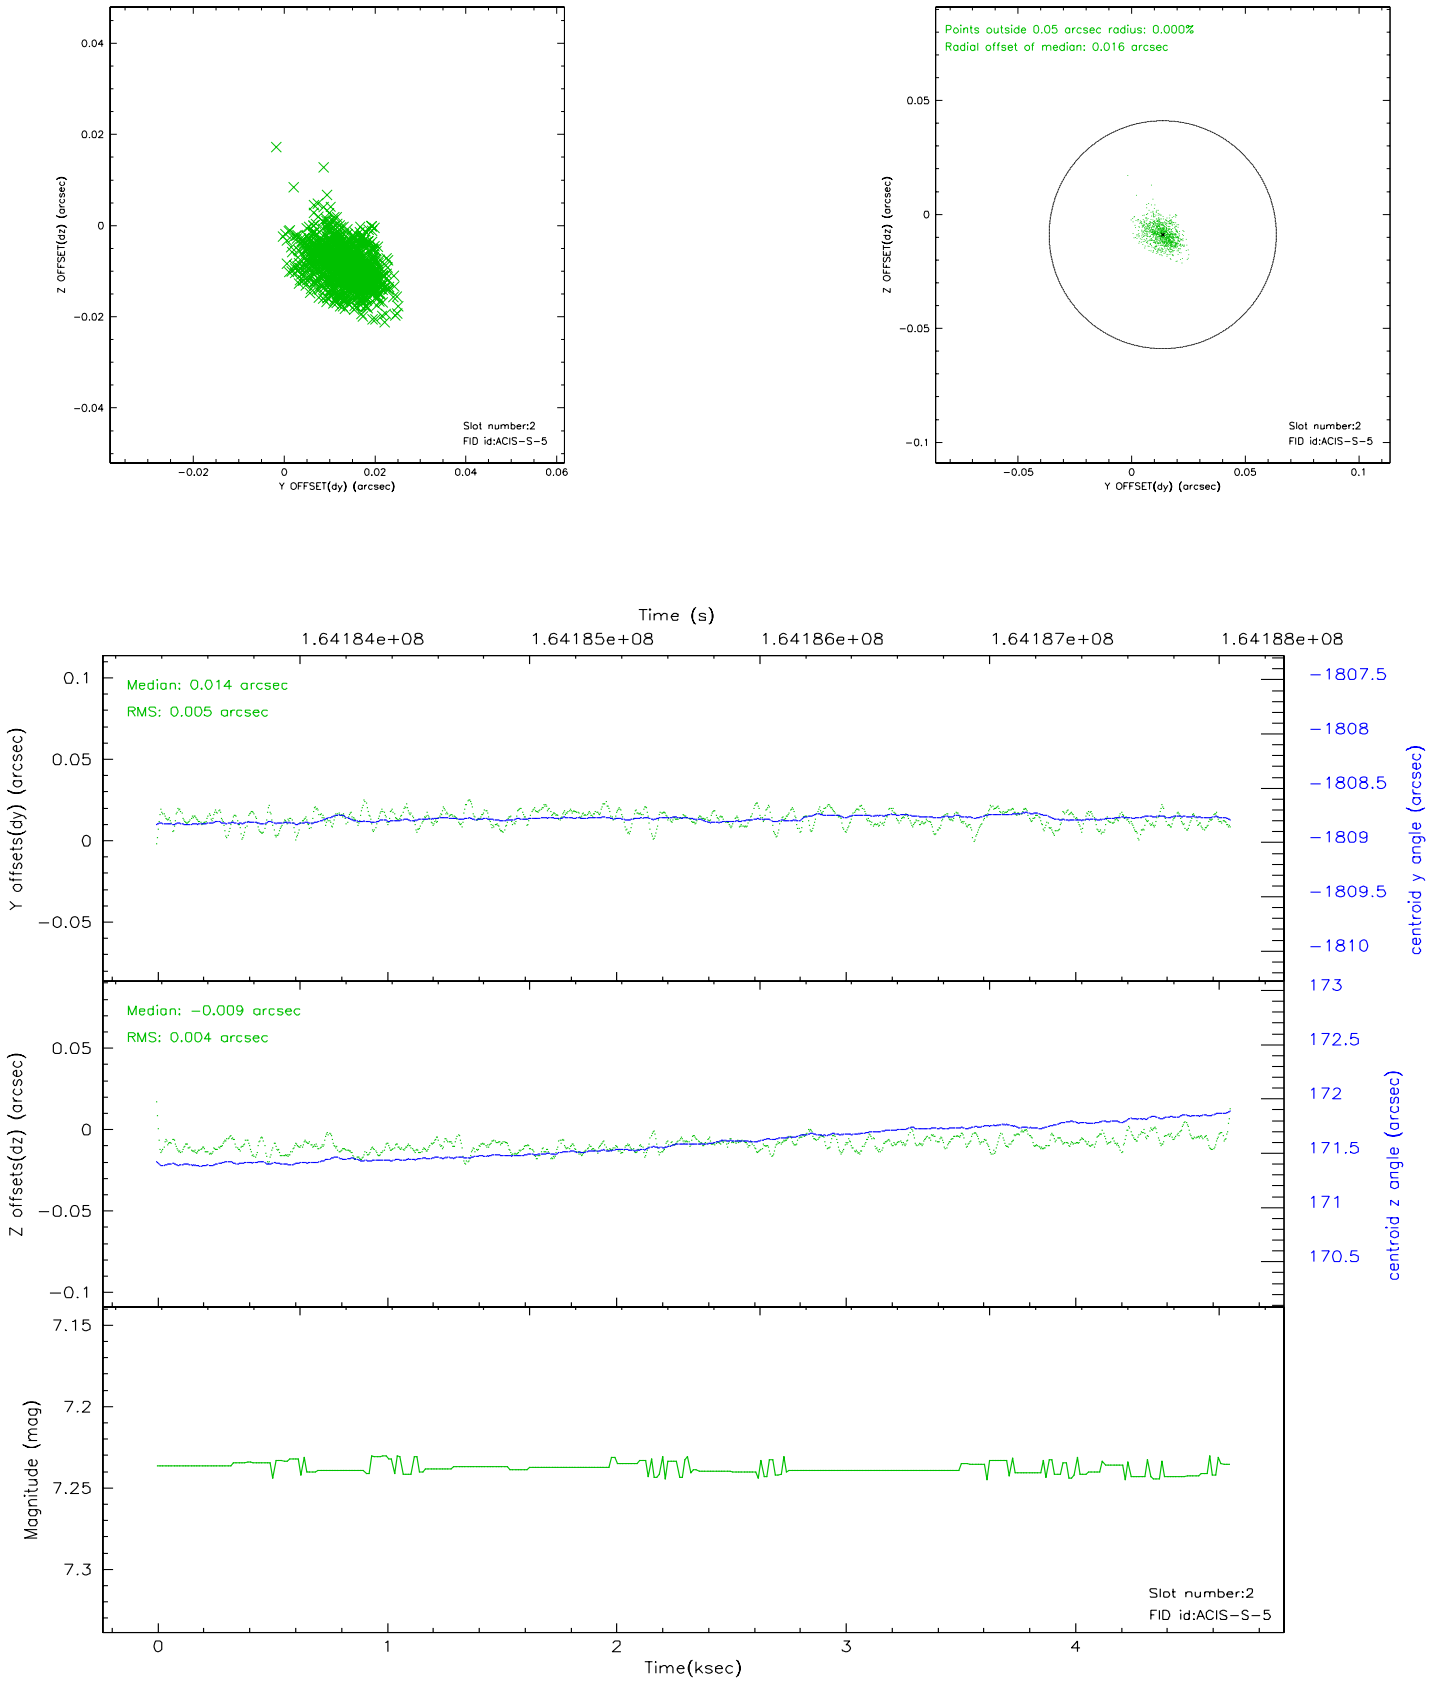 0.04
0.02
0
−0.02
−0.04
Z OFFSET(dz) (arcsec)
Slot number:2
FID id:ACIS−S−5
−0.02 0 0.02 0.04 0.06
Y OFFSET(dy) (arcsec)
Points outside 0.05 arcsec radius: 0.000%
Radial offset of median: 0.016 arcsec
0.05
0
−0.05
−0.1
Z OFFSET(dz) (arcsec)
Slot number:2
FID id:ACIS−S−5
−0.05 0 0.05 0.1
Y OFFSET(dy) (arcsec)
Time (s)
1.64184e+08 1.64185e+08 1.64186e+08 1.64187e+08 1.64188e+08
Median: 0.014 arcsec
RMS: 0.005 arcsec
0.1
0.05
0
−0.05
Y offsets(dy) (arcsec)
−1807.5
−1808
−1808.5
−1809
−1809.5
−1810
centroid y angle (arcsec)
Median: −0.009 arcsec
RMS: 0.004 arcsec
0.05
0
−0.05
−0.1
Z offsets(dz) (arcsec)
173
172.5
172
171.5
171
170.5
centroid z angle (arcsec)
7.15
7.2
7.25
7.3
Magnitude (mag)
Slot number:2
FID id:ACIS−S−5
0 1 2 3 4
Time(ksec)